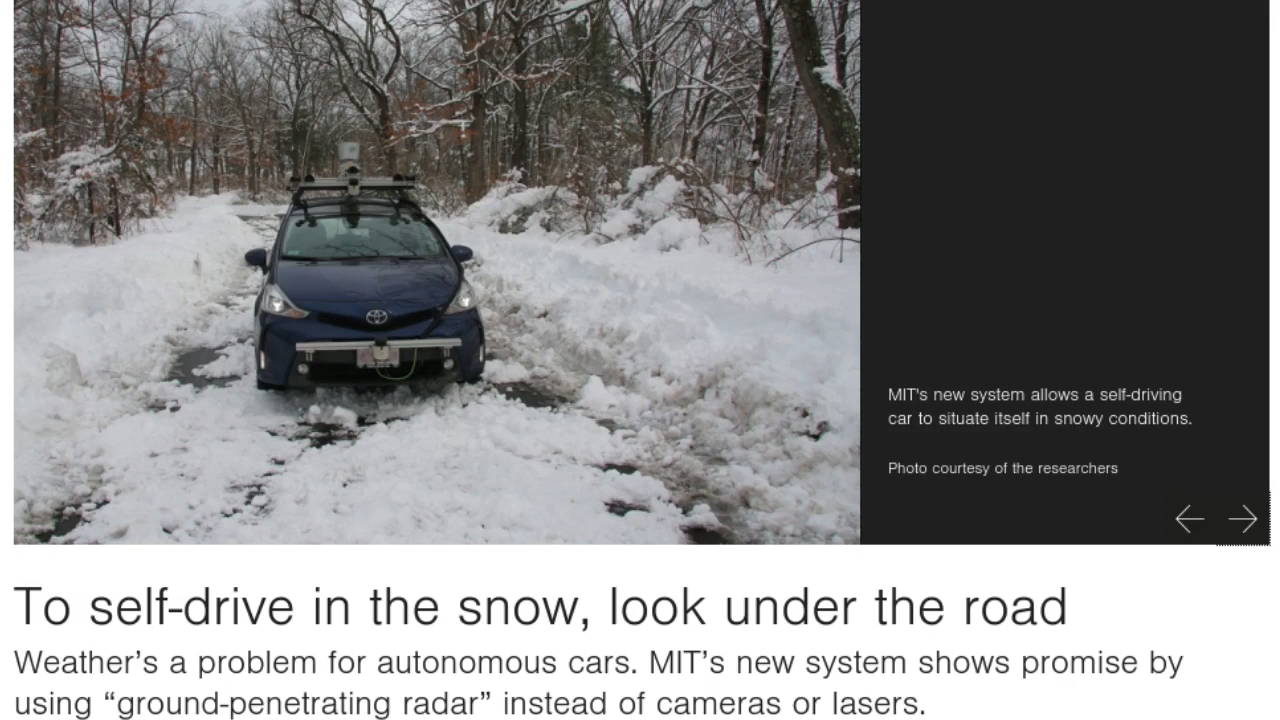 MIT's new system allows a self-driving
car to situate itself in snowy conditions.
Photo courtesy of the researchers
To self-drive in the snow, look under the road
Weather’s a problem for autonomous cars. MIT’s new system shows promise by
using “ground-penetrating radar” instead of cameras or lasers.